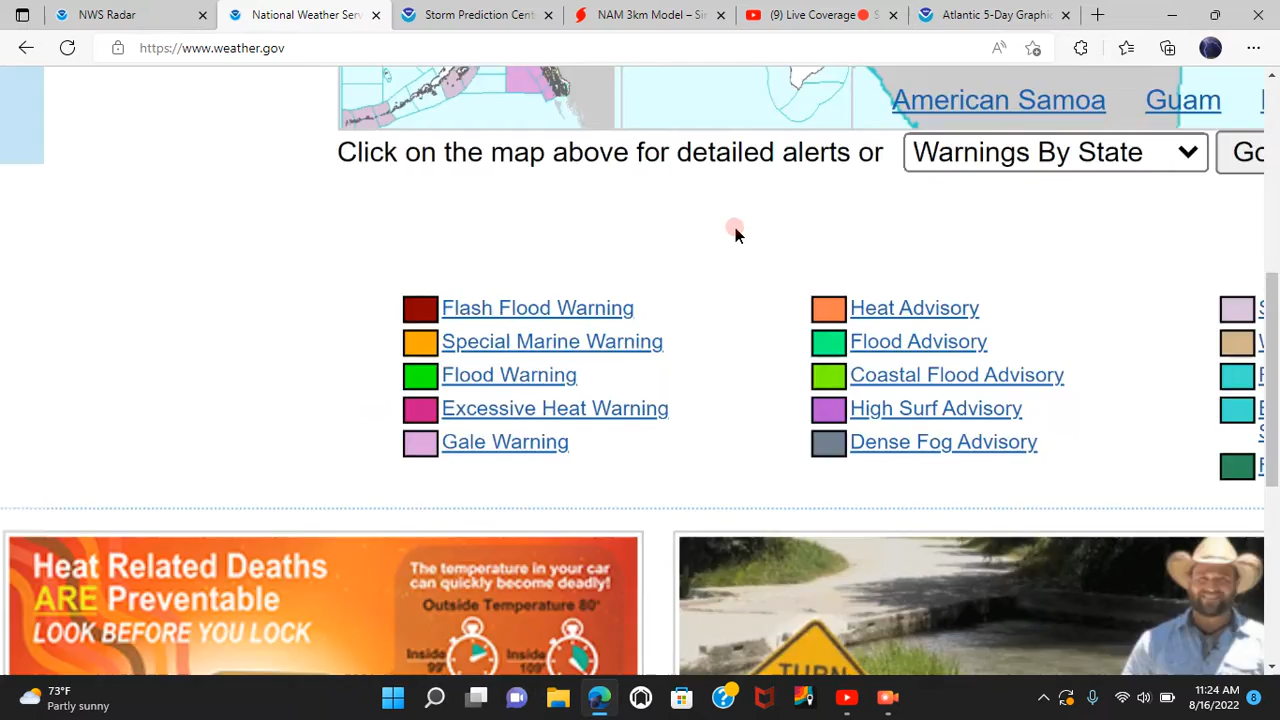 NWS Radar
National Weather Serv
Storm Prediction Cent
NAM 3km Model – Si
(9) Live Coverage
Atlantic 5-Day Graphic
https://www.weather.gov
American Samoa
Guam
Click on the map above for detailed alerts or
Warnings By State
Go
Flash Flood Warning
Heat Advisory
Special Marine Warning
Flood Advisory
Flood Warning
Coastal Flood Advisory
Excessive Heat Warning
High Surf Advisory
Gale Warning
Dense Fog Advisory
Heat Related Deaths
ARE Preventable
LOOK BEFORE YOU LOCK
The temperature in your car
can quickly become deadly!
Outside Temperature 80°
Inside
99°
Inside
109°
TURN
73°F
Partly sunny
11:24 AM
8/16/2022
8